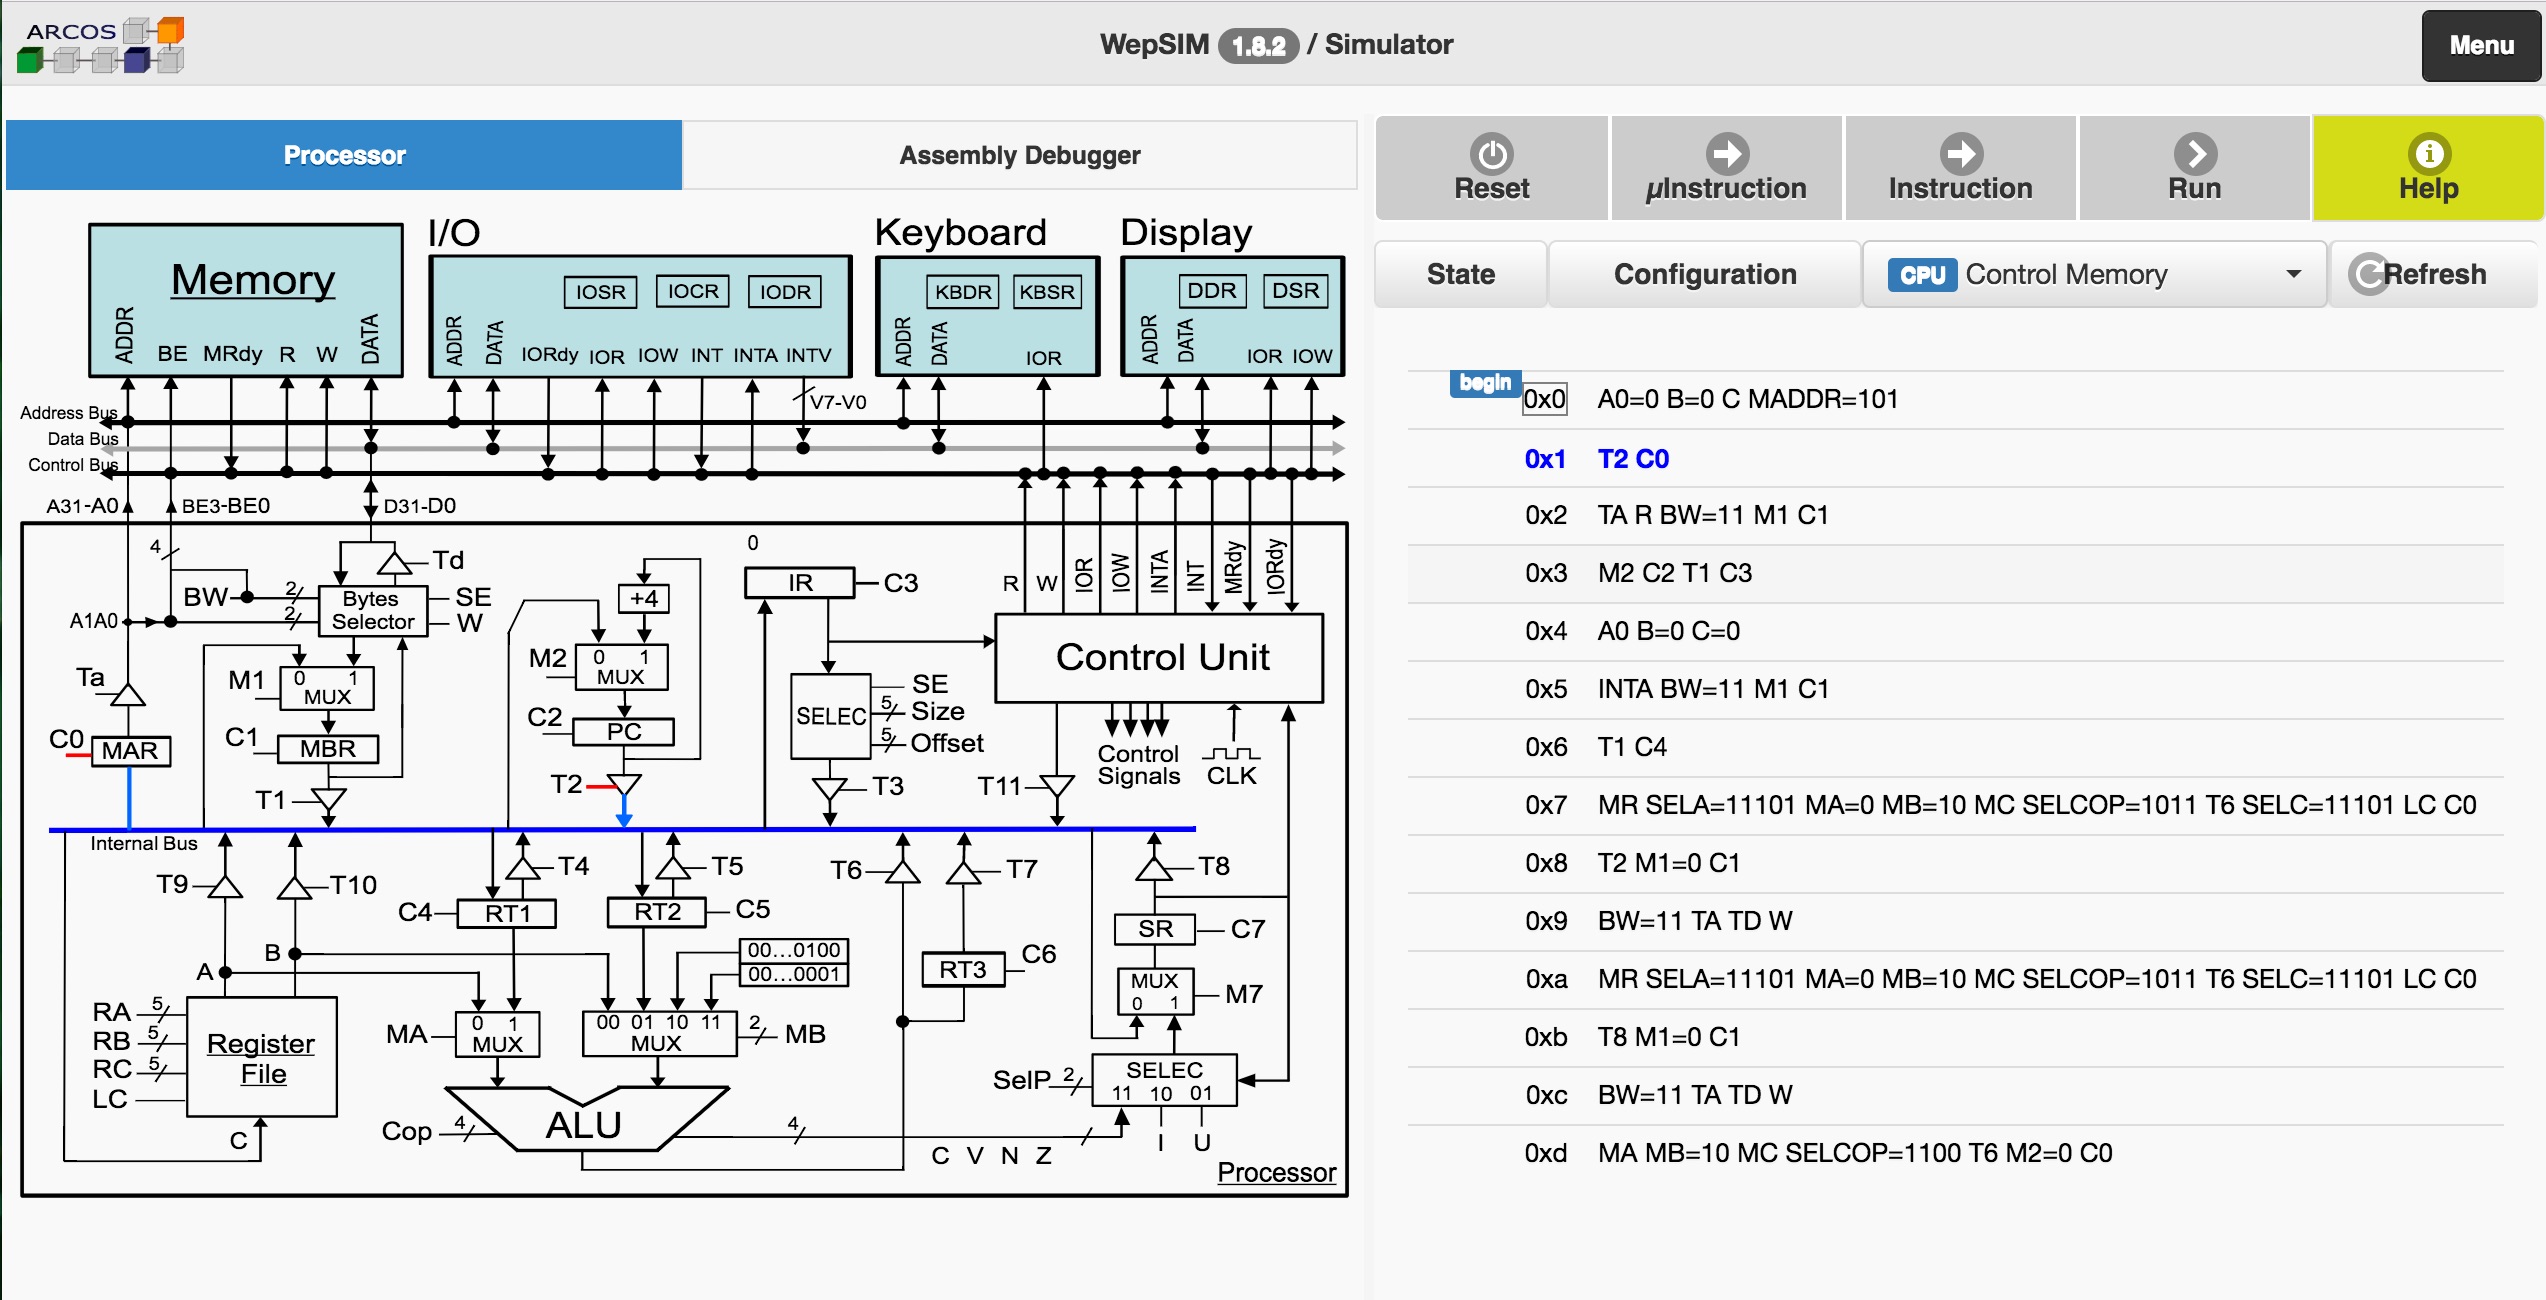 ARCOS
WepSIM 1.8.2 / Simulator
Menu
Processor
Assembly Debugger
Reset
µInstruction
Instruction
Run
Help
State
Configuration
CPU Control Memory
Refresh
Memory
ADDR BE MRdy R W DATA
I/O
IOSR IOCR IODR
ADDR DATA IORdy IOR IOW INT INTA INTV
Keyboard
KBDR KBSR
ADDR DATA IOR
Display
DDR DSR
ADDR DATA IOR IOW
V7-V0
Address Bus
Data Bus
Control Bus
A31-A0 BE3-BE0 D31-D0
4
Td
BW 2
2
A1A0
Bytes
Selector
SE
W
Ta
M1 0 1
MUX
C0 MAR
C1 MBR
T1
+4
M2 0 1
MUX
C2 PC
T2
0
IR C3
SELEC
SE
5 Size
5 Offset
T3
R W IOR IOW INTA INT MRdy IORdy
Control Unit
T11
Control
Signals
CLK
Internal Bus
T9 T10
T4 T5
T6 T7 T8
C4 RT1
RT2 C5
00...0100
00...0001
RT3 C6
SR C7
MUX
0 1
M7
B
A
RA 5
RB 5
RC 5
LC
Register
File
C
MA 0 1
MUX
00 01 10 11
MUX
2 MB
Cop 4
ALU
4
C V N Z
SelP 2
SELEC
11 10 01
I U
Processor
begin
0x0 A0=0 B=0 C MADDR=101
0x1 T2 C0
0x2 TA R BW=11 M1 C1
0x3 M2 C2 T1 C3
0x4 A0 B=0 C=0
0x5 INTA BW=11 M1 C1
0x6 T1 C4
0x7 MR SELA=11101 MA=0 MB=10 MC SELCOP=1011 T6 SELC=11101 LC C0
0x8 T2 M1=0 C1
0x9 BW=11 TA TD W
0xa MR SELA=11101 MA=0 MB=10 MC SELCOP=1011 T6 SELC=11101 LC C0
0xb T8 M1=0 C1
0xc BW=11 TA TD W
0xd MA MB=10 MC SELCOP=1100 T6 M2=0 C0